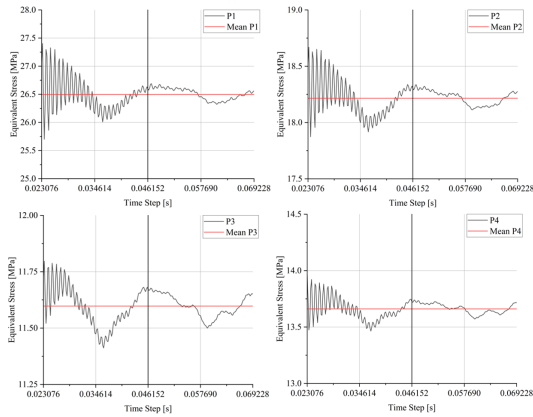 28.0
27.5
27.0
26.5
26.0
25.5
25.0
Equivalent Stress [MPa]
P1
Mean P1
0.023076 0.034614 0.046152 0.057690 0.069228
Time Step [s]
19.0
18.5
18.0
17.5
17.0
Equivalent Stress [MPa]
P2
Mean P2
0.023076 0.034614 0.046152 0.057690 0.069228
Time Step [s]
12.00
11.75
11.50
11.25
Equivalent Stress [MPa]
P3
Mean P3
0.023076 0.034614 0.046152 0.057690 0.069228
Time Step [s]
14.5
14.0
13.5
13.0
Equivalent Stress [MPa]
P4
Mean P4
0.023076 0.034614 0.046152 0.057690 0.069228
Time Step [s]